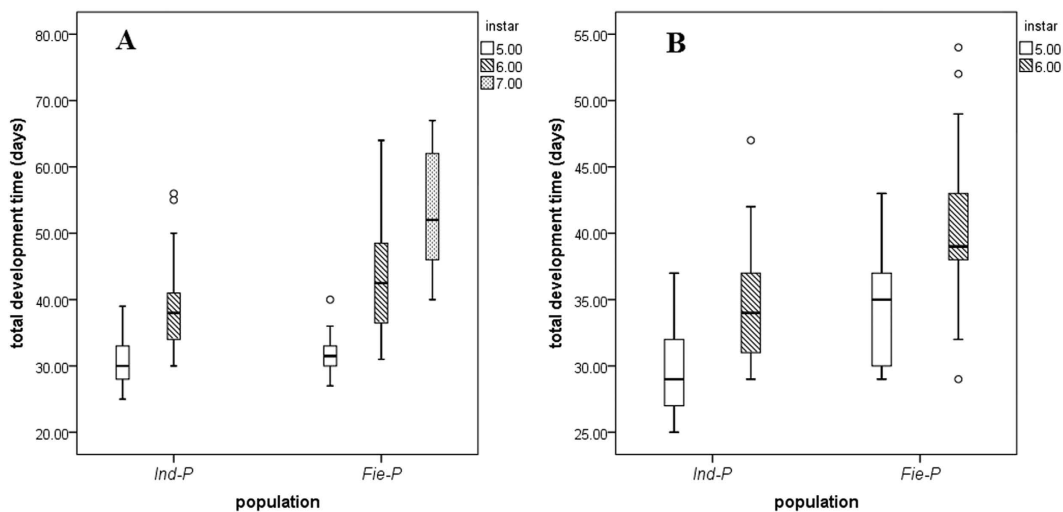 A
instar
5.00
6.00
7.00
80.00
70.00
60.00
50.00
40.00
30.00
20.00
total development time (days)
Ind-P
Fie-P
population
B
instar
5.00
6.00
55.00
50.00
45.00
40.00
35.00
30.00
25.00
total development time (days)
Ind-P
Fie-P
population